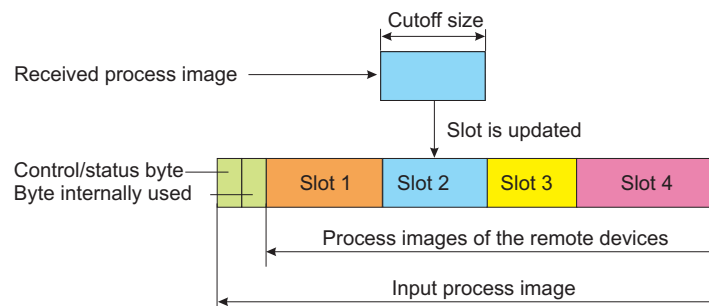 Cutoff size
Received process image
Slot is updated
Control/status byte
Byte internally used
Slot 1
Slot 2
Slot 3
Slot 4
Process images of the remote devices
Input process image